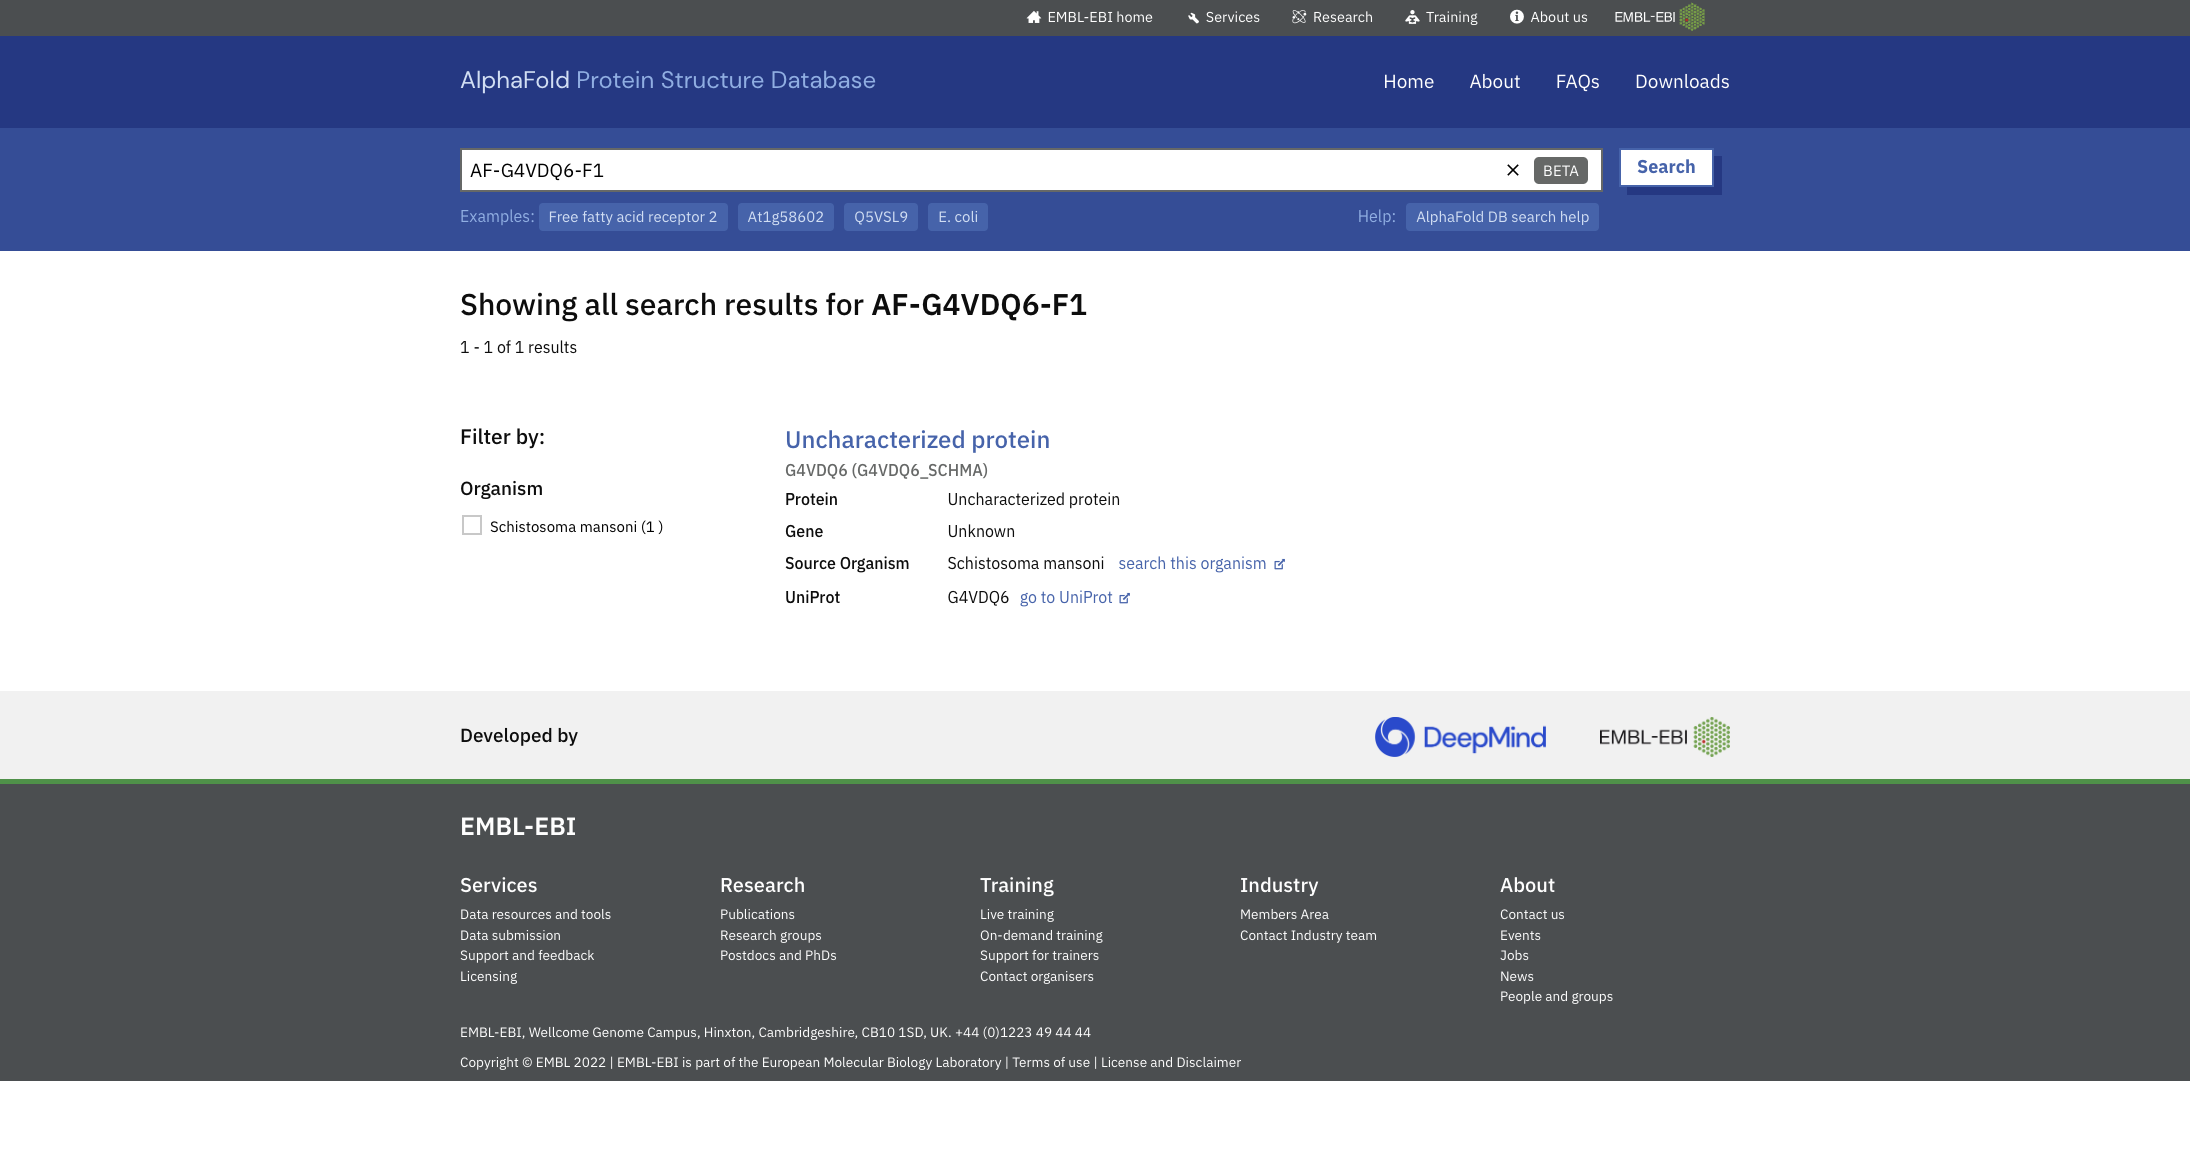 EMBL-EBI home Services Research Training About us EMBL-EBI
AlphaFold Protein Structure Database
Home About FAQs Downloads
AF-G4VDQ6-F1
BETA
Search
Examples: Free fatty acid receptor 2 At1g58602 Q5VSL9 E. coli
Help: AlphaFold DB search help
Showing all search results for AF-G4VDQ6-F1
1 - 1 of 1 results
Filter by:
Organism
Schistosoma mansoni (1 )
Uncharacterized protein
G4VDQ6 (G4VDQ6_SCHMA)
Protein Uncharacterized protein
Gene Unknown
Source Organism Schistosoma mansoni search this organism
UniProt G4VDQ6 go to UniProt
Developed by
DeepMind
EMBL-EBI
EMBL-EBI
Services
Data resources and tools
Data submission
Support and feedback
Licensing
Research
Publications
Research groups
Postdocs and PhDs
Training
Live training
On-demand training
Support for trainers
Contact organisers
Industry
Members Area
Contact Industry team
About
Contact us
Events
Jobs
News
People and groups
EMBL-EBI, Wellcome Genome Campus, Hinxton, Cambridgeshire, CB10 1SD, UK. +44 (0)1223 49 44 44
Copyright © EMBL 2022 | EMBL-EBI is part of the European Molecular Biology Laboratory | Terms of use | License and Disclaimer